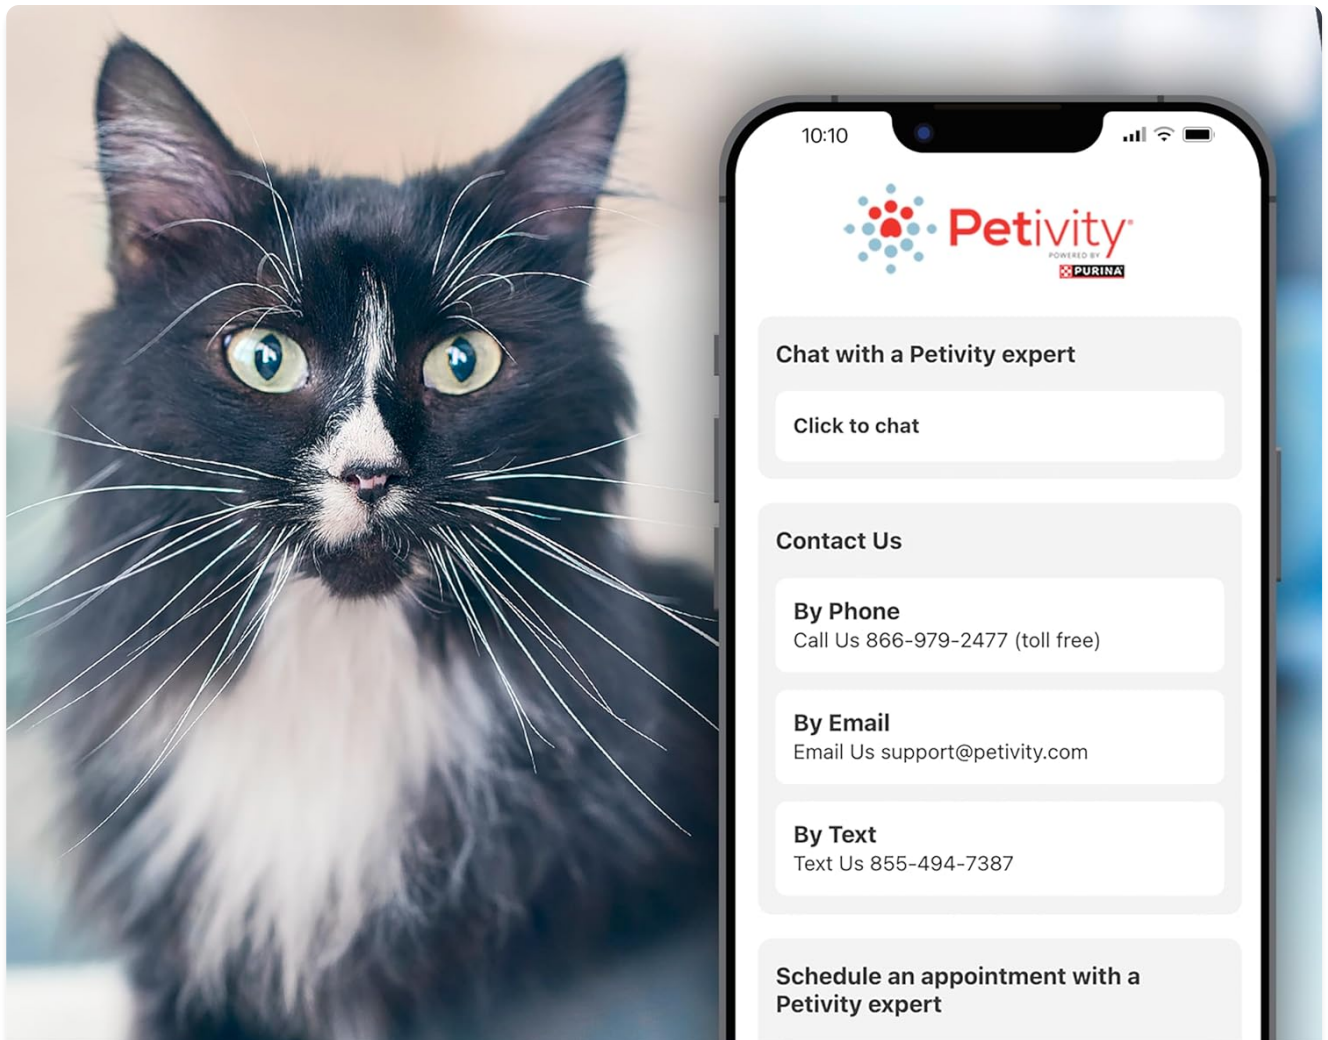 10:10
Petivity
POWERED BY
PURINA
Chat with a Petivity expert
Click to chat
Contact Us
By Phone
Call Us 866-979-2477 (toll free)
By Email
Email Us support@petivity.com
By Text
Text Us 855-494-7387
Schedule an appointment with a
Petivity expert